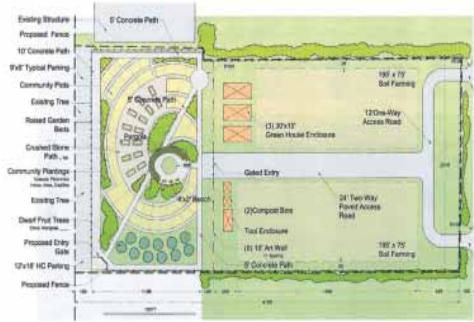 Existing Structure
Proposed Fence
10' Concrete Path
9'x8' Typical Parking
Community Plots
Existing Tree
Raised Garden
Beds
Crushed Stone
Path
Community Plantings
Existing Tree
Dwarf Fruit Trees
Proposed Entry
Gate
12'x18' HC Parking
Proposed Fence
5' Concrete Path
5' Concrete Path
Pergola
4'x2' Bench
(3) 30'x15'
Green House Enclosure
Gated Entry
(2)Compost Bins
Tool Enclosure
(6) 10' Art Wall
5' Concrete Path
195' x 75'
Soil Farming
12'One-Way
Access Road
24' Two-Way
Paved Access
Road
195' x 75'
Soil Farming